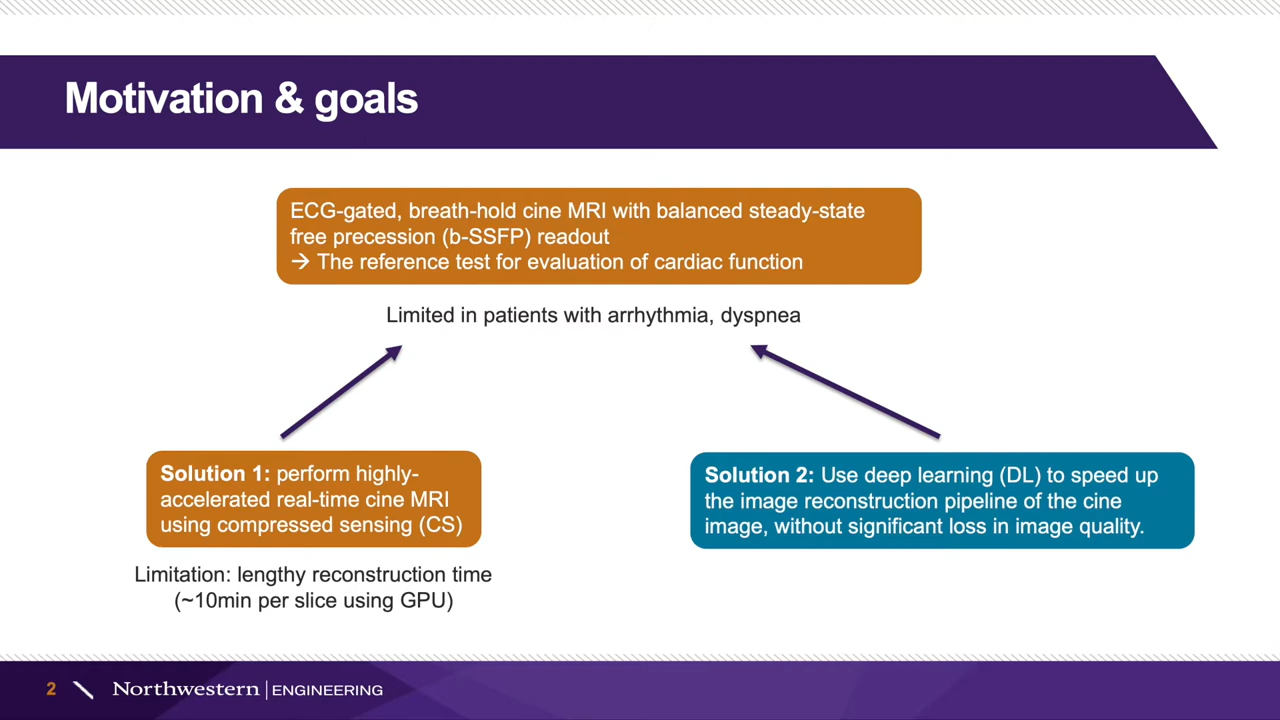 Motivation & goals
ECG-gated, breath-hold cine MRI with balanced steady-state
free precession (b-SSFP) readout
→ The reference test for evaluation of cardiac function
Limited in patients with arrhythmia, dyspnea
Solution 1: perform highly-
accelerated real-time cine MRI
using compressed sensing (CS)
Limitation: lengthy reconstruction time
(~10min per slice using GPU)
Solution 2: Use deep learning (DL) to speed up
the image reconstruction pipeline of the cine
image, without significant loss in image quality.
2
Northwestern | ENGINEERING